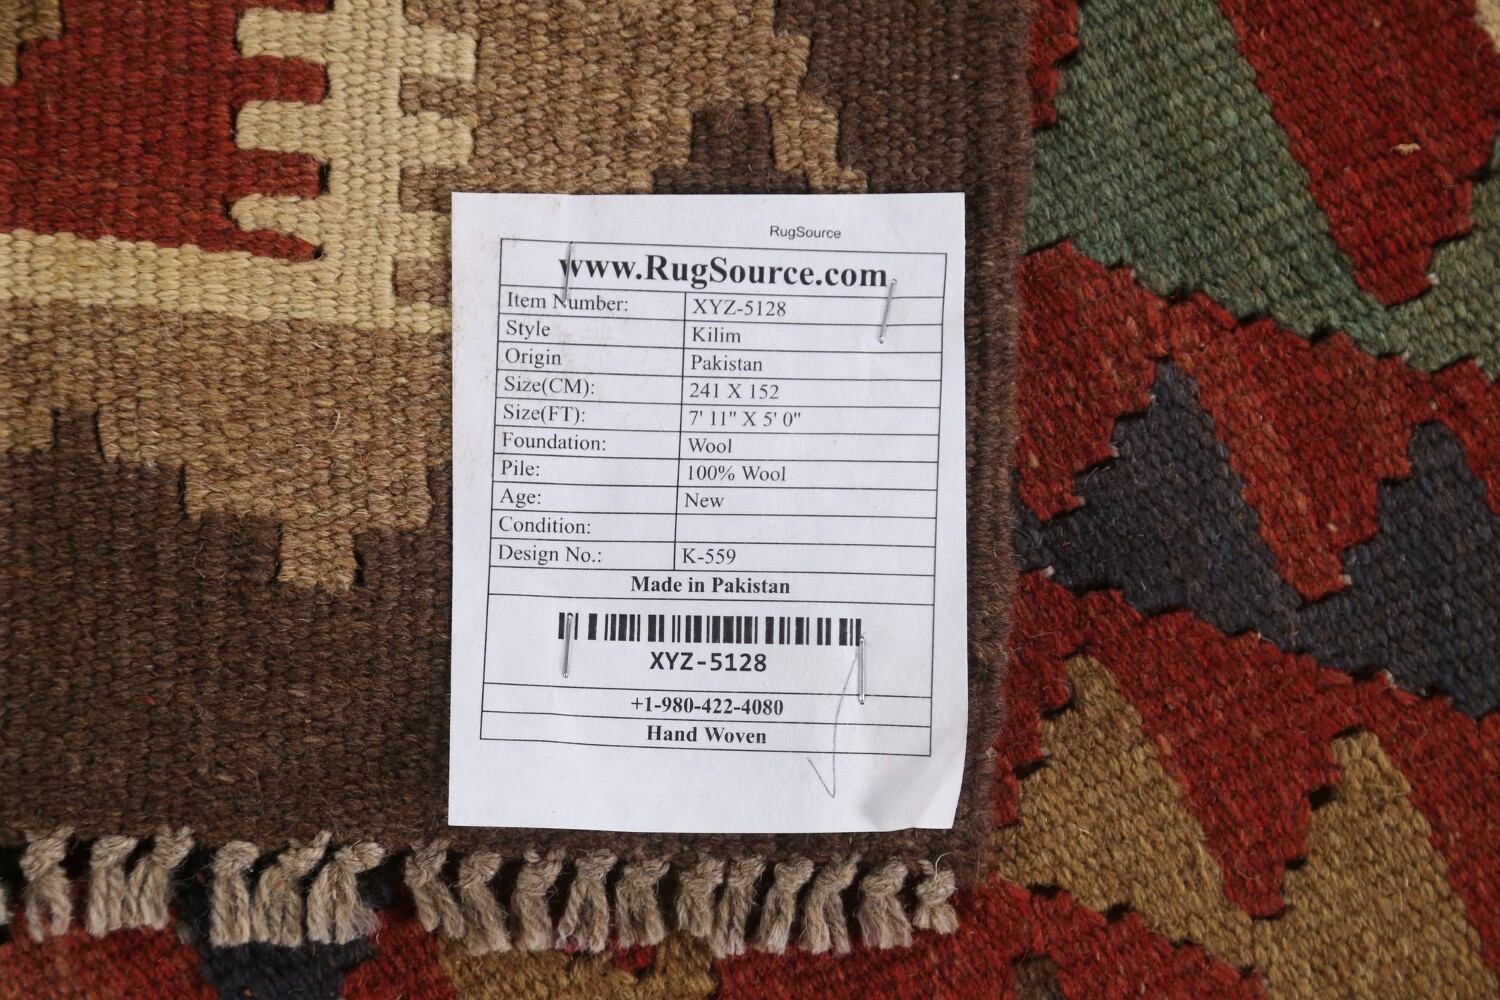 RugSource
www.RugSource.com
Item Number: XYZ-5128
Style Kilim
Origin Pakistan
Size(CM): 241 X 152
Size(FT): 7' 11" X 5' 0"
Foundation: Wool
Pile: 100% Wool
Age: New
Condition:
Design No.: K-559
Made in Pakistan
XYZ-5128
+1-980-422-4080
Hand Woven